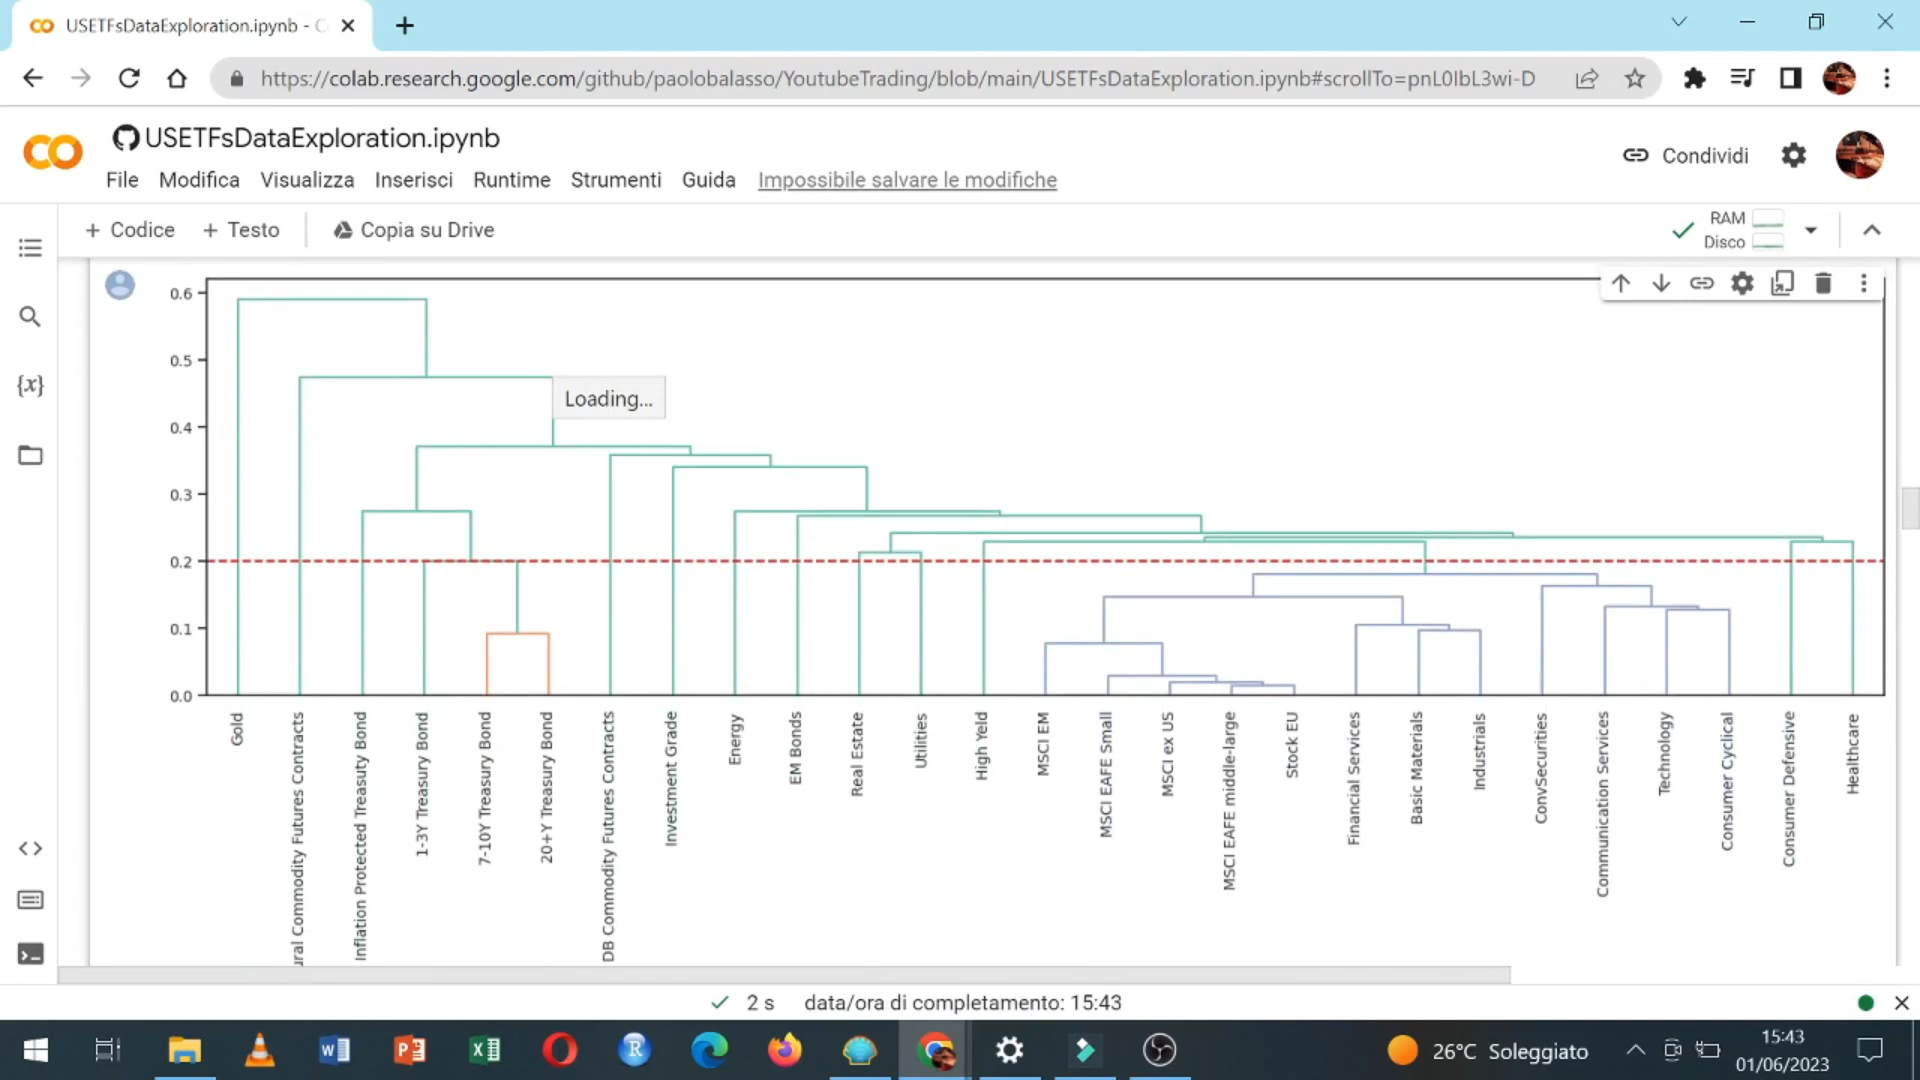 USETFsDataExploration.ipynb - C
https://colab.research.google.com/github/paolobalasso/YoutubeTrading/blob/main/USETFsDataExploration.ipynb#scrollTo=pnL0IbL3wi-D
USETFsDataExploration.ipynb
Condividi
File Modifica Visualizza Inserisci Runtime Strumenti Guida Impossibile salvare le modifiche
+ Codice + Testo Copia su Drive
RAM
Disco
{x}
0.6
0.5
0.4
0.3
0.2
0.1
0.0
Loading...
Gold
ural Commodity Futures Contracts
Inflation Protected Treasuty Bond
1-3Y Treasury Bond
7-10Y Treasury Bond
20+Y Treasury Bond
DB Commodity Futures Contracts
Investment Grade
Energy
EM Bonds
Real Estate
Utilities
High Yeld
MSCI EM
MSCI EAFE Small
MSCI ex US
MSCI EAFE middle-large
Stock EU
Financial Services
Basic Materials
Industrials
ConvSecurities
Communication Services
Technology
Consumer Cyclical
Consumer Defensive
Healthcare
2 s data/ora di completamento: 15:43
26°C Soleggiato
15:43
01/06/2023